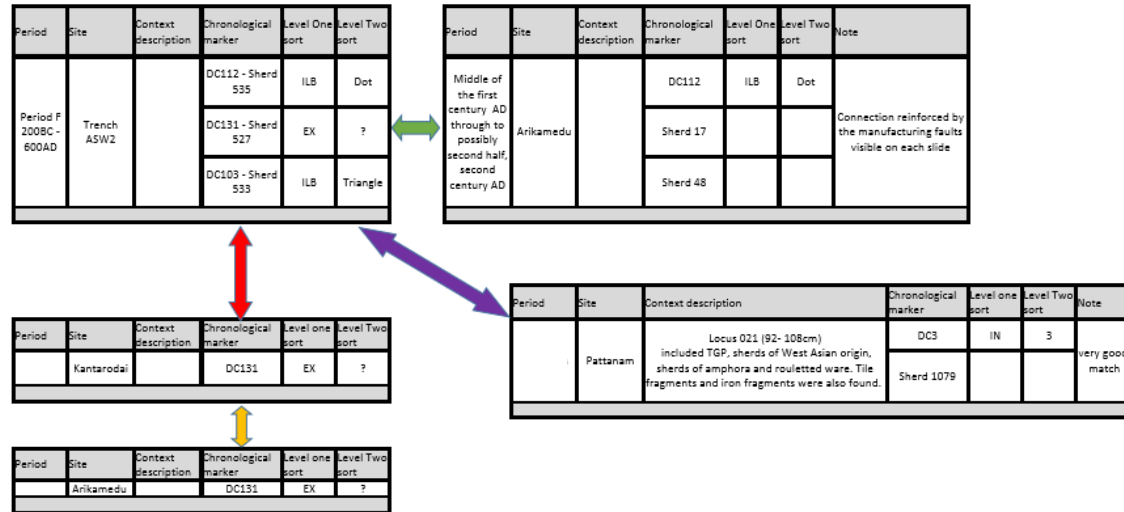 Period Site Context description Chronological marker Level One sort Level Two sort
Period F 200BC - 600AD
Trench ASW2
DC112 - Sherd 535 ILB Dot
DC131 - Sherd 527 EX ?
DC103 - Sherd 533 ILB Triangle
Period Site Context description Chronological marker Level One sort Level Two sort Note
Middle of
the first
century AD
through to
possibly
second half,
second
century AD
Arikamedu
DC112 ILB Dot
Sherd 17
Sherd 48
Connection reinforced by
the manufacturing faults
visible on each slide
Period Site Context description Chronological marker Level one sort Level Two sort Note
Pattanam
Locus 021 (92- 108cm)
included TGP, sherds of West Asian origin,
sherds of amphora and rouletted ware. Tile
fragments and iron fragments were also found.
DC3 IN 3
Sherd 1079
very good
match
Period Site Context description Chronological marker Level one sort Level Two sort
Kantarodai DC131 EX ?
Period Site Context description Chronological marker Level one sort Level Two sort
Arikamedu DC131 EX ?